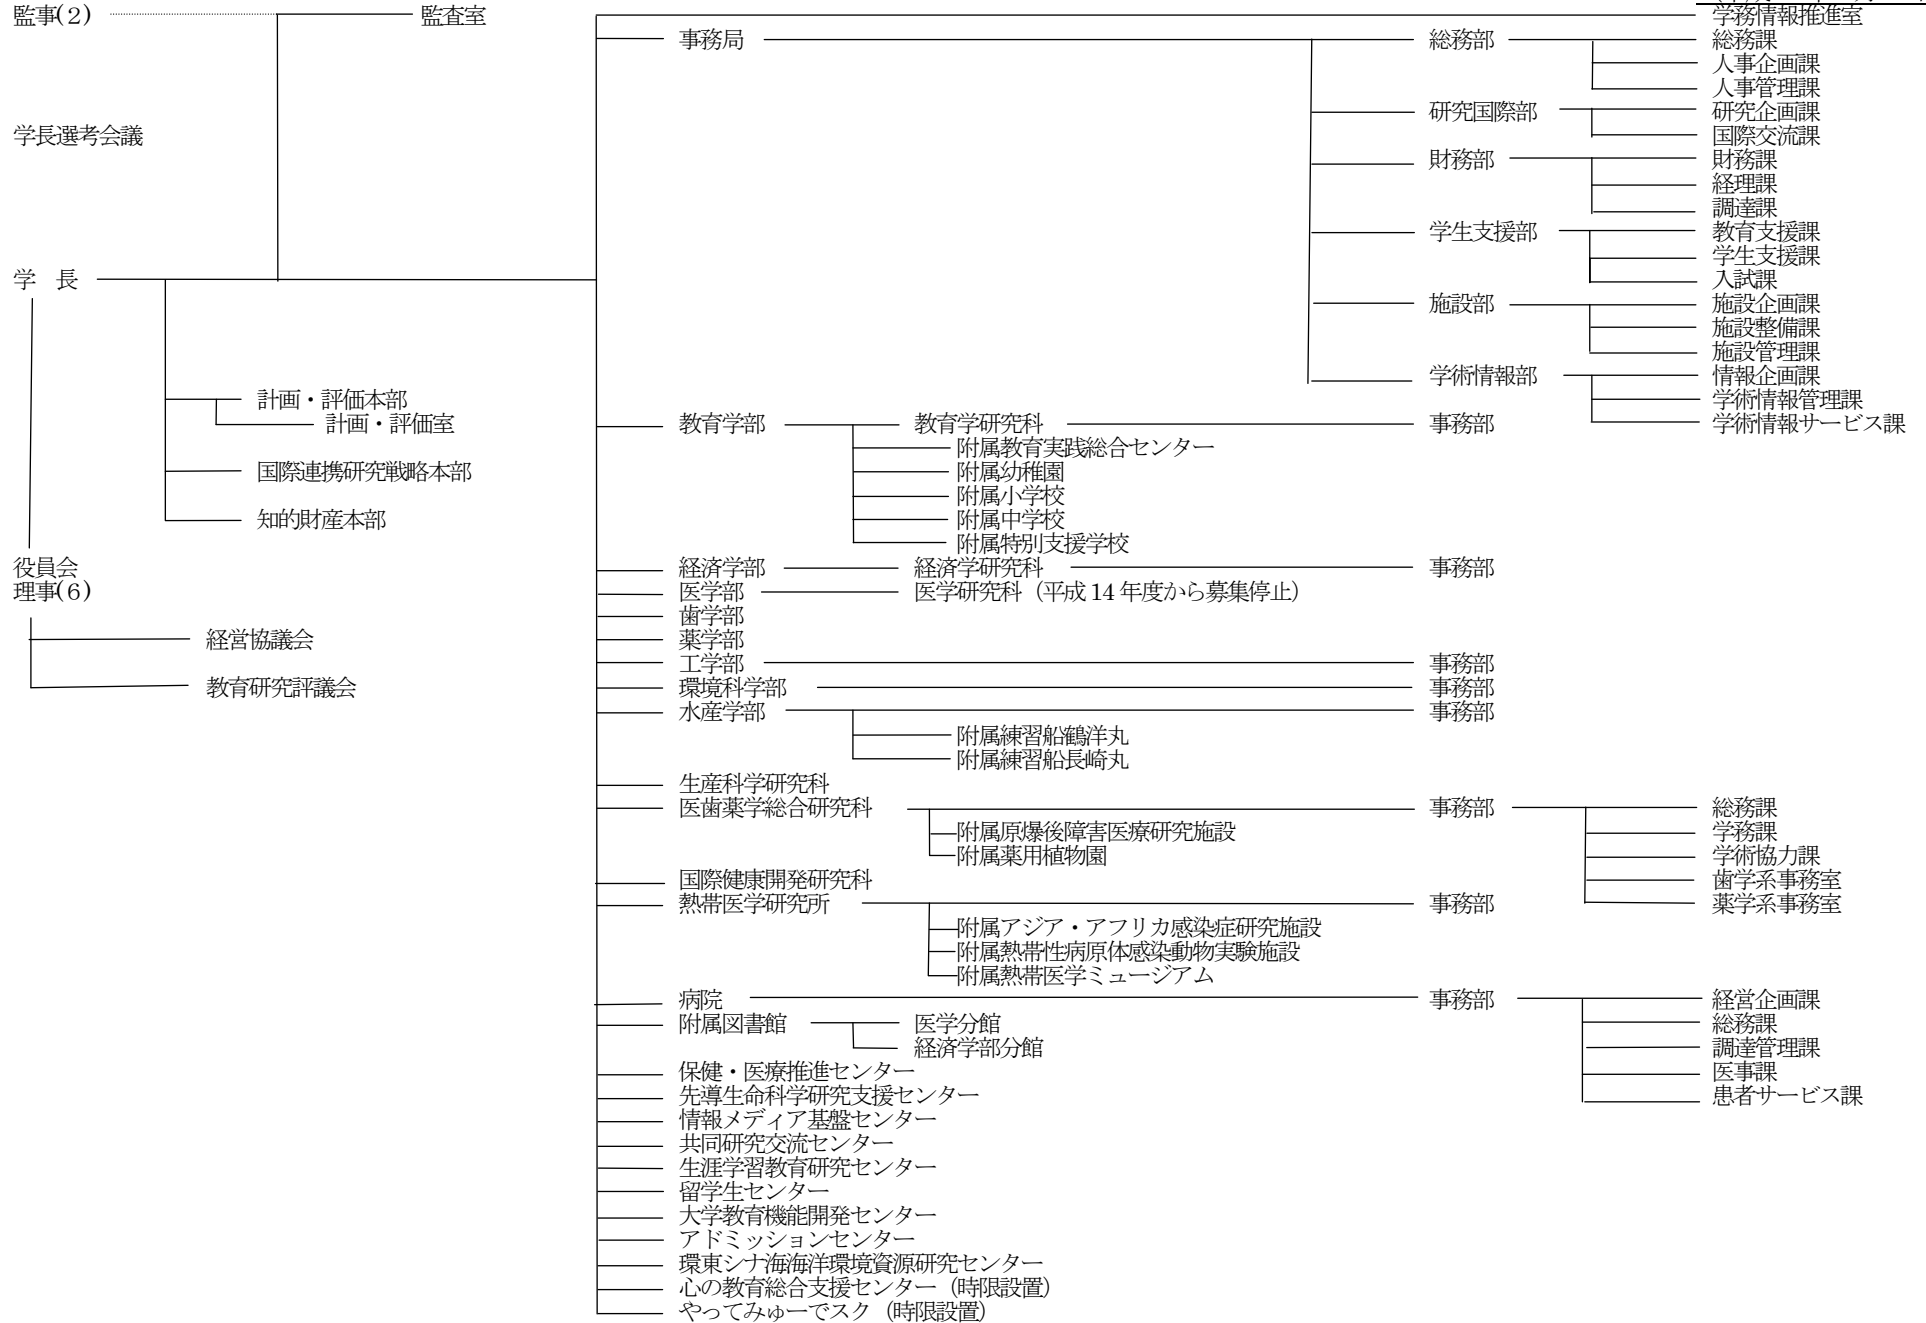 監事(2)
監査室
学務情報推進室
事務局
総務部
総務課
人事企画課
人事管理課
研究国際部
研究企画課
学長選考会議
国際交流課
財務部
財務課
経理課
調達課
学生支援部
教育支援課
学生支援課
学 長
入試課
施設部
施設企画課
施設整備課
施設管理課
学術情報部
情報企画課
計画・評価本部
学術情報管理課
計画・評価室
教育学部
教育学研究科
事務部
学術情報サービス課
附属教育実践総合センター
国際連携研究戦略本部
附属幼稚園
附属小学校
知的財産本部
附属中学校
附属特別支援学校
役員会
経済学部
経済学研究科
事務部
理事(6)
医学部
医学研究科（平成14年度から募集停止）
歯学部
経営協議会
薬学部
工学部
事務部
教育研究評議会
環境科学部
事務部
水産学部
事務部
附属練習船鶴洋丸
附属練習船長崎丸
生産科学研究科
医歯薬学総合研究科
事務部
総務課
附属原爆後障害医療研究施設
学務課
附属薬用植物園
学術協力課
国際健康開発研究科
歯学系事務室
熱帯医学研究所
事務部
薬学系事務室
附属アジア・アフリカ感染症研究施設
附属熱帯性病原体感染動物実験施設
附属熱帯医学ミュージアム
病院
事務部
経営企画課
附属図書館
医学分館
総務課
経済学部分館
調達管理課
保健・医療推進センター
医事課
先導生命科学研究支援センター
患者サービス課
情報メディア基盤センター
共同研究交流センター
生涯学習教育研究センター
留学生センター
大学教育機能開発センター
アドミッションセンター
環東シナ海海洋環境資源研究センター
心の教育総合支援センター（時限設置）
やってみゅーでスク（時限設置）